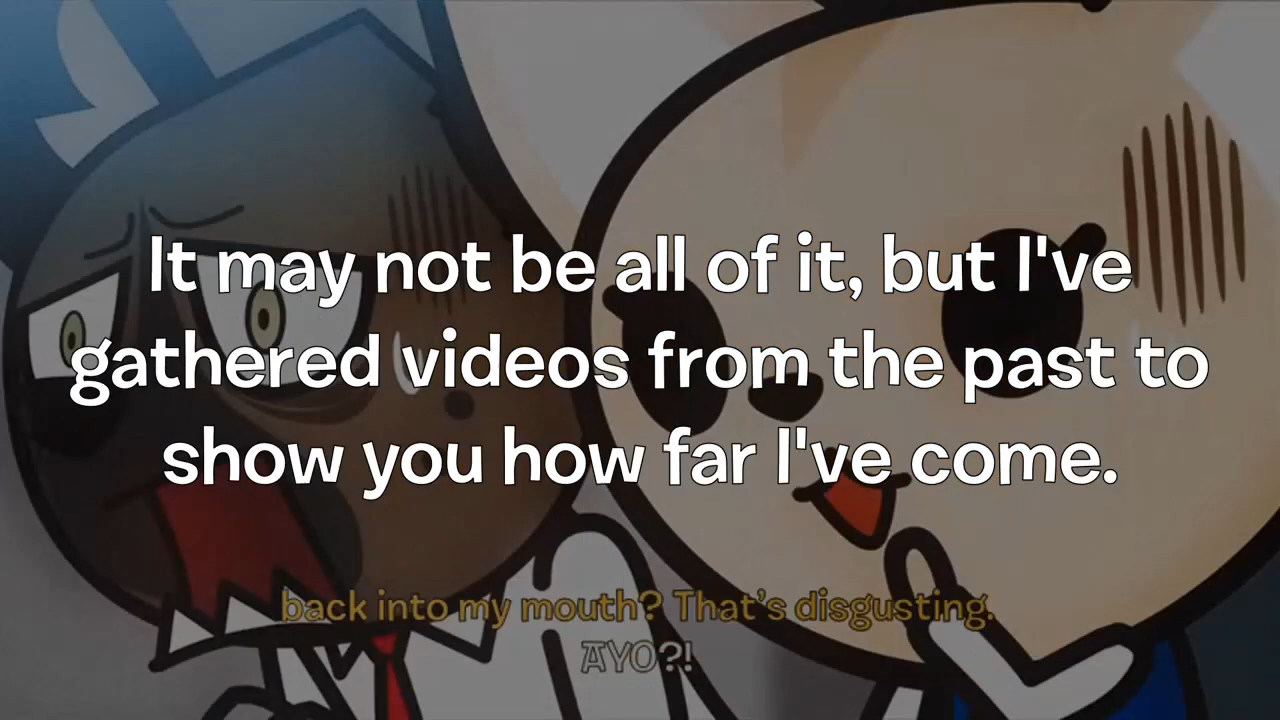 It may not be all of it, but I've
gathered videos from the past to
show you how far I've come.
back into my mouth? That’s disgusting.
AYO?!